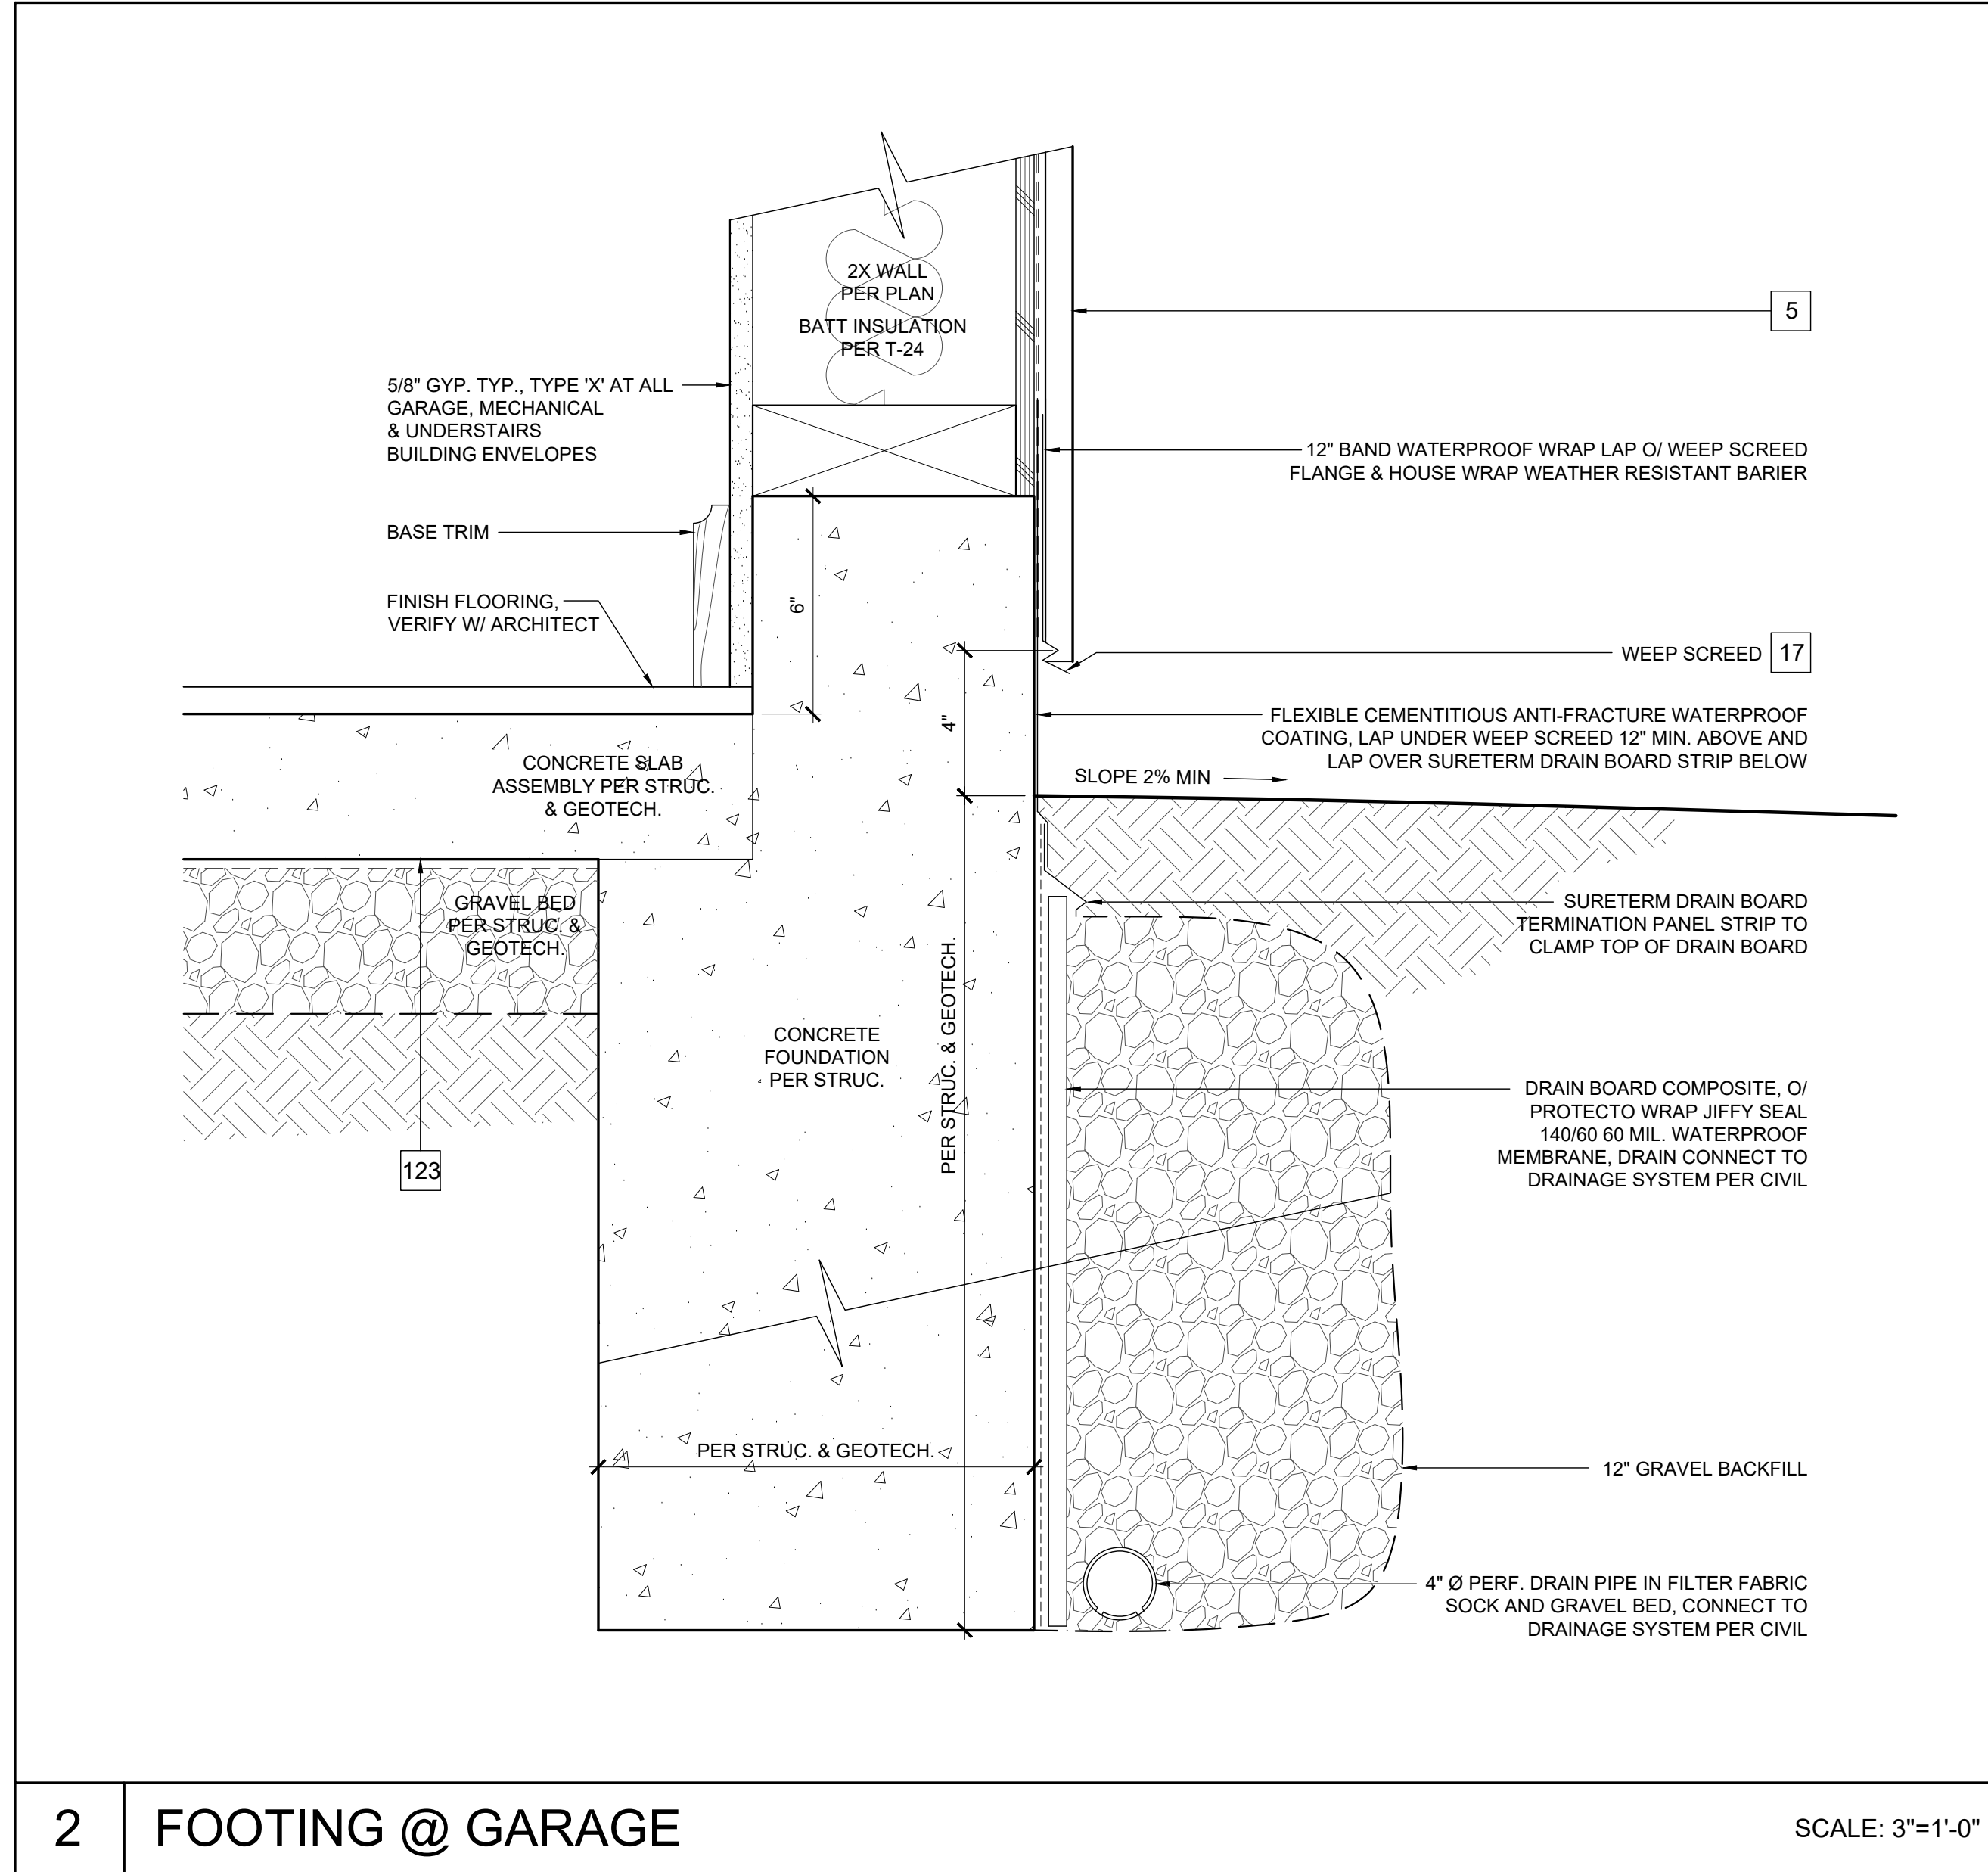 2X WALL
PER PLAN
BATT INSULATION
PER T-24
5
5/8" GYP. TYP., TYPE 'X' AT ALL
GARAGE, MECHANICAL
& UNDERSTAIRS
BUILDING ENVELOPES
12" BAND WATERPROOF WRAP LAP O/ WEEP SCREED
FLANGE & HOUSE WRAP WEATHER RESISTANT BARIER
BASE TRIM
6"
FINISH FLOORING,
VERIFY W/ ARCHITECT
WEEP SCREED 17
4"
FLEXIBLE CEMENTITIOUS ANTI-FRACTURE WATERPROOF
COATING, LAP UNDER WEEP SCREED 12" MIN. ABOVE AND
LAP OVER SURETERM DRAIN BOARD STRIP BELOW
SLOPE 2% MIN
CONCRETE SLAB
ASSEMBLY PER STRUC.
& GEOTECH.
GRAVEL BED
PER STRUC. &
GEOTECH.
SURETERM DRAIN BOARD
TERMINATION PANEL STRIP TO
CLAMP TOP OF DRAIN BOARD
CONCRETE
FOUNDATION
PER STRUC.
PER STRUC. & GEOTECH.
DRAIN BOARD COMPOSITE, O/
PROTECTO WRAP JIFFY SEAL
140/60 60 MIL. WATERPROOF
MEMBRANE, DRAIN CONNECT TO
DRAINAGE SYSTEM PER CIVIL
123
PER STRUC. & GEOTECH.
12" GRAVEL BACKFILL
4" Ø PERF. DRAIN PIPE IN FILTER FABRIC
SOCK AND GRAVEL BED, CONNECT TO
DRAINAGE SYSTEM PER CIVIL
2 FOOTING @ GARAGE
SCALE: 3"=1'-0"